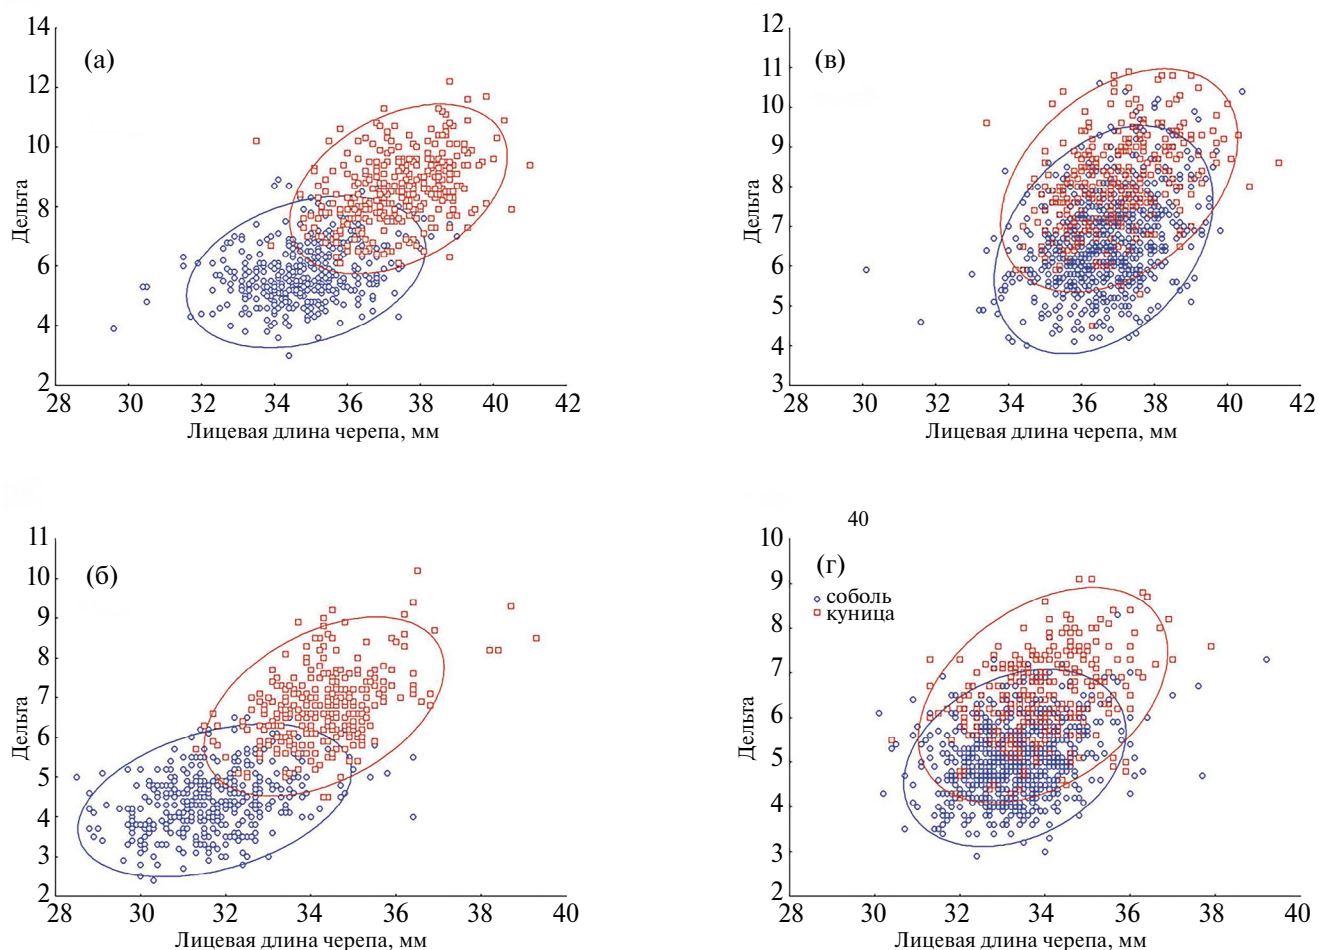 (а)
Дельта
14
12
10
8
6
4
2
28 30 32 34 36 38 40 42
Лицевая длина черепа, мм
(в)
Дельта
12
11
10
9
8
7
6
5
4
3
28 30 32 34 36 38 40 42
Лицевая длина черепа, мм
(б)
Дельта
11
10
9
8
7
6
5
4
3
2
28 30 32 34 36 38 40
Лицевая длина черепа, мм
40
(г)
соболь
куница
Дельта
10
9
8
7
6
5
4
3
2
28 30 32 34 36 38 40
Лицевая длина черепа, мм